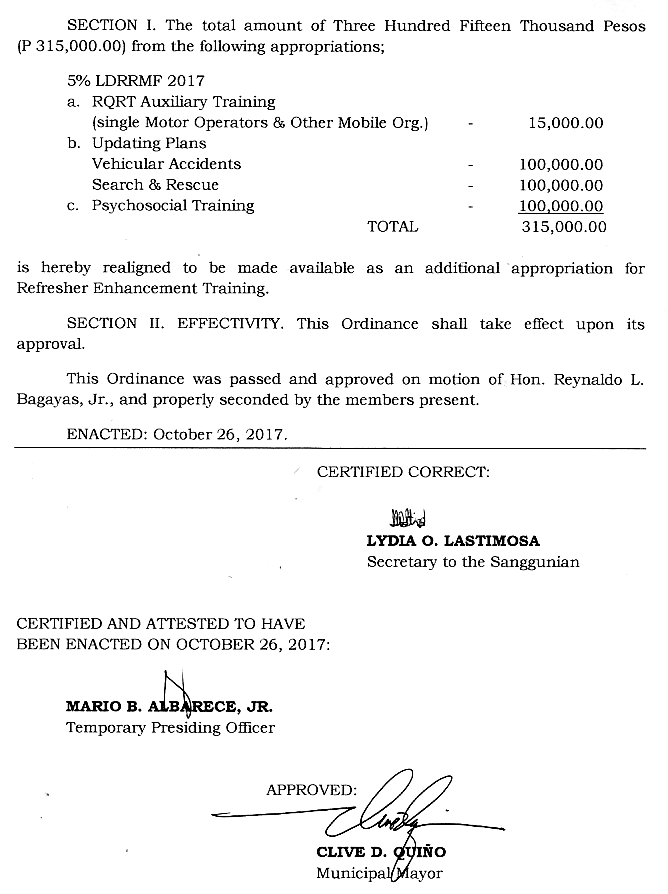 SECTION I. The total amount of Three Hundred Fifteen Thousand Pesos
(P 315,000.00) from the following appropriations;
5% LDRRMF 2017
a. RQRT Auxiliary Training
(single Motor Operators & Other Mobile Org.) - 15,000.00
b. Updating Plans
Vehicular Accidents - 100,000.00
Search & Rescue - 100,000.00
c. Psychosocial Training - 100,000.00
TOTAL 315,000.00
is hereby realigned to be made available as an additional appropriation for
Refresher Enhancement Training.
SECTION II. EFFECTIVITY. This Ordinance shall take effect upon its
approval.
This Ordinance was passed and approved on motion of Hon. Reynaldo L.
Bagayas, Jr., and properly seconded by the members present.
ENACTED: October 26, 2017.
CERTIFIED CORRECT:
LYDIA O. LASTIMOSA
Secretary to the Sanggunian
CERTIFIED AND ATTESTED TO HAVE
BEEN ENACTED ON OCTOBER 26, 2017:
MARIO B. ALBARECE, JR.
Temporary Presiding Officer
APPROVED:
CLIVE D. QUIÑO
Municipal Mayor